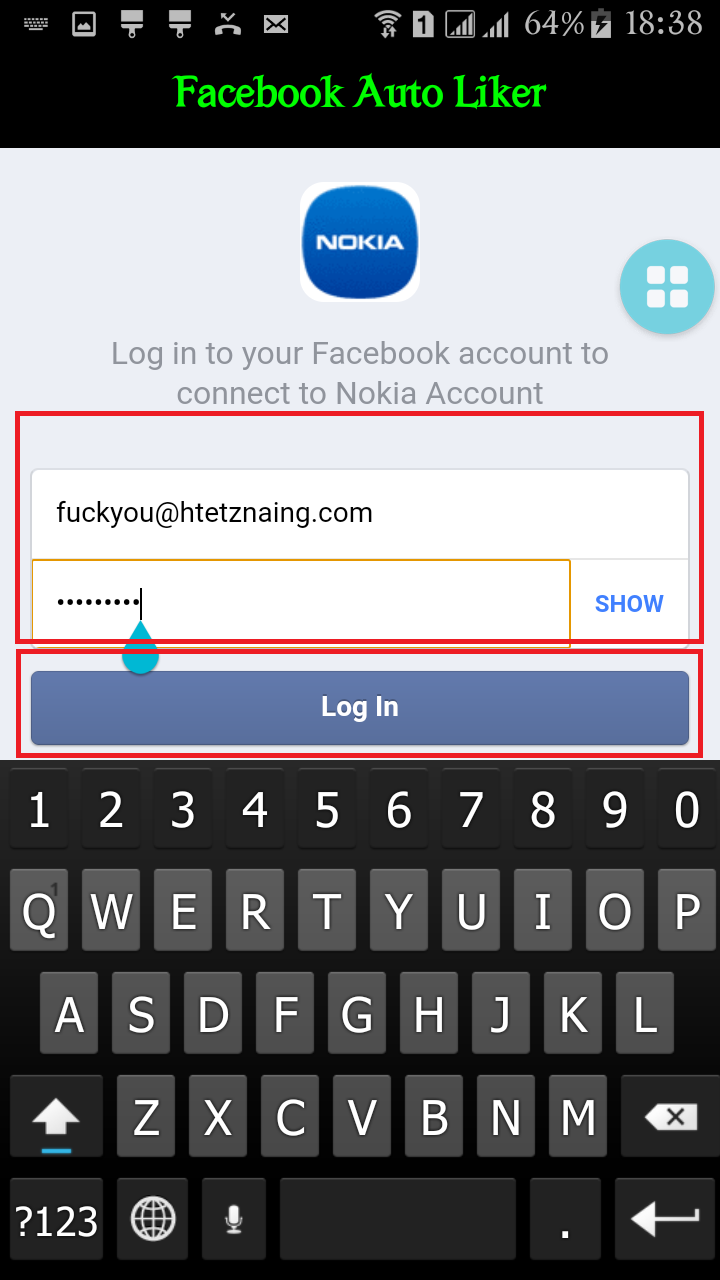 1 64% 18:38
Facebook Auto Liker
NOKIA
Log in to your Facebook account to
connect to Nokia Account
fuckyou@htetznaing.com
••••••••• SHOW
Log In
1 2 3 4 5 6 7 8 9 0
1
Q W E R T Y U I O P
A S D F G H J K L
Z X C V B N M
?123 .